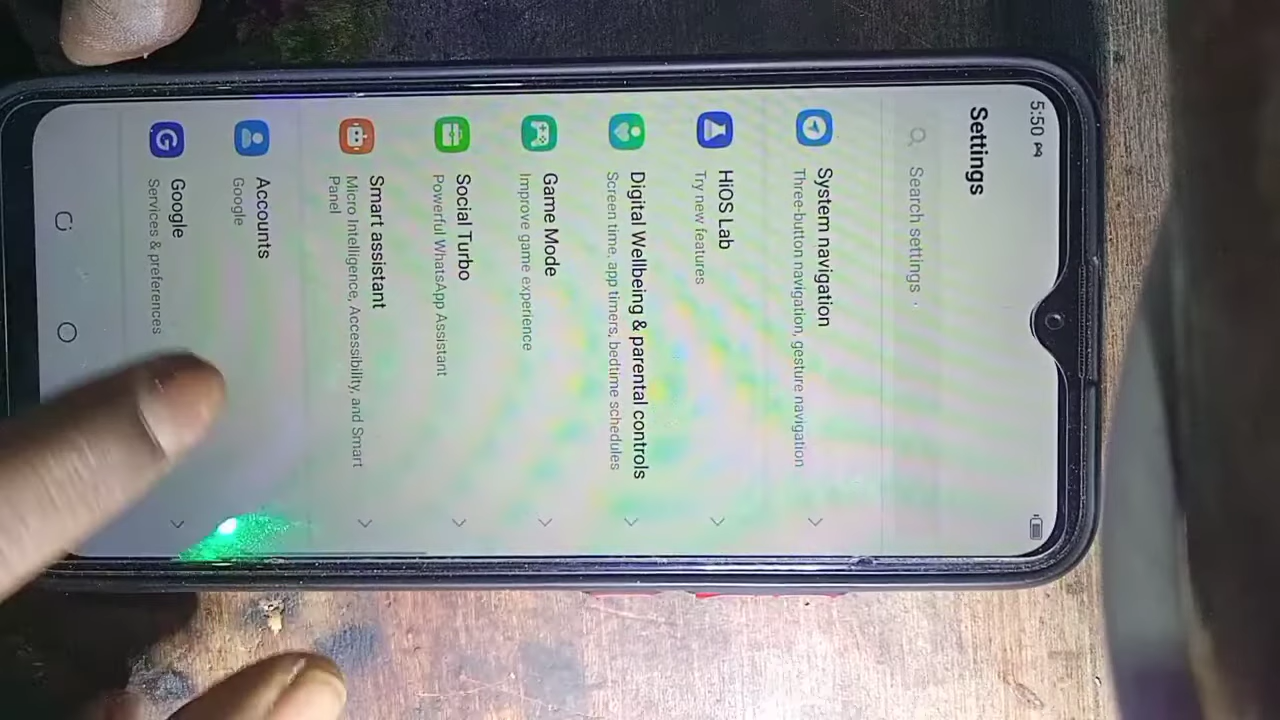 5:50
Settings
Search settings
System navigation
Three-button navigation, gesture navigation
HiOS Lab
Try new features
Digital Wellbeing & parental controls
Screen time, app timers, bedtime schedules
Game Mode
Improve game experience
Social Turbo
Powerful WhatsApp Assistant
Smart assistant
Micro Intelligence, Accessibility, and Smart
Panel
Accounts
Google
Google
Services & preferences